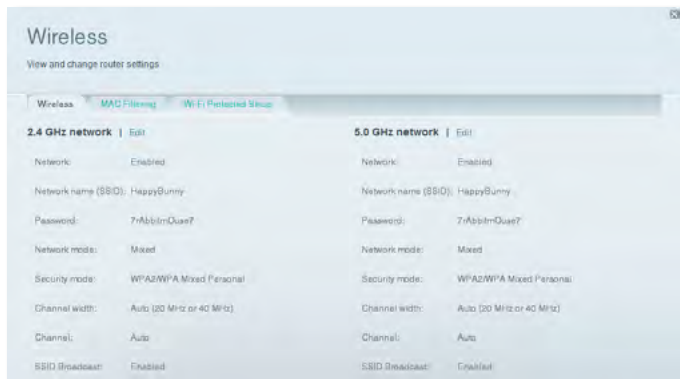 Wireless
View and change router settings
Wireless MAC Filtering Wi-Fi Protected Setup
2.4 GHz network | Edit
5.0 GHz network | Edit
Network: Enabled
Network: Enabled
Network name (SSID): HappyBunny
Network name (SSID): HappyBunny
Password:
Password:
Network mode: Mixed
Network mode: Mixed
Security mode: WPA2/WPA Mixed Personal
Security mode: WPA2/WPA Mixed Personal
Channel width: Auto (20 MHz or 40 MHz)
Channel width: Auto (20 MHz or 40 MHz)
Channel: Auto
Channel: Auto
SSID Broadcast: Enabled
SSID Broadcast: Enabled